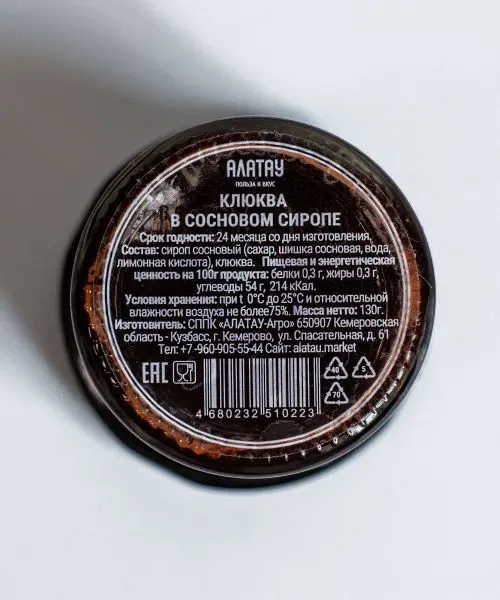 АЛАТАУ
ПОЛЬЗА И ВКУС
КЛЮКВА
В СОСНОВОМ СИРОПЕ
Срок годности: 24 месяца со дня изготовления.
Состав: сироп сосновый (сахар, шишка сосновая, вода,
лимонная кислота), клюква. Пищевая и энергетическая
ценность на 100г продукта: белки 0,3 г, жиры 0,3 г,
углеводы 54 г, 214 кКал.
Условия хранения: при t 0°С до 25°С и относительной
влажности воздуха не более75%. Масса нетто: 130г.
Изготовитель: СППК «АЛАТАУ-Агро» 650907 Кемеровская
область - Кузбасс, г. Кемерово, ул. Спасательная, д. 61
Тел: +7-960-905-55-44 Сайт: alatau.market
EAC
40
5
70
4 680232 510223